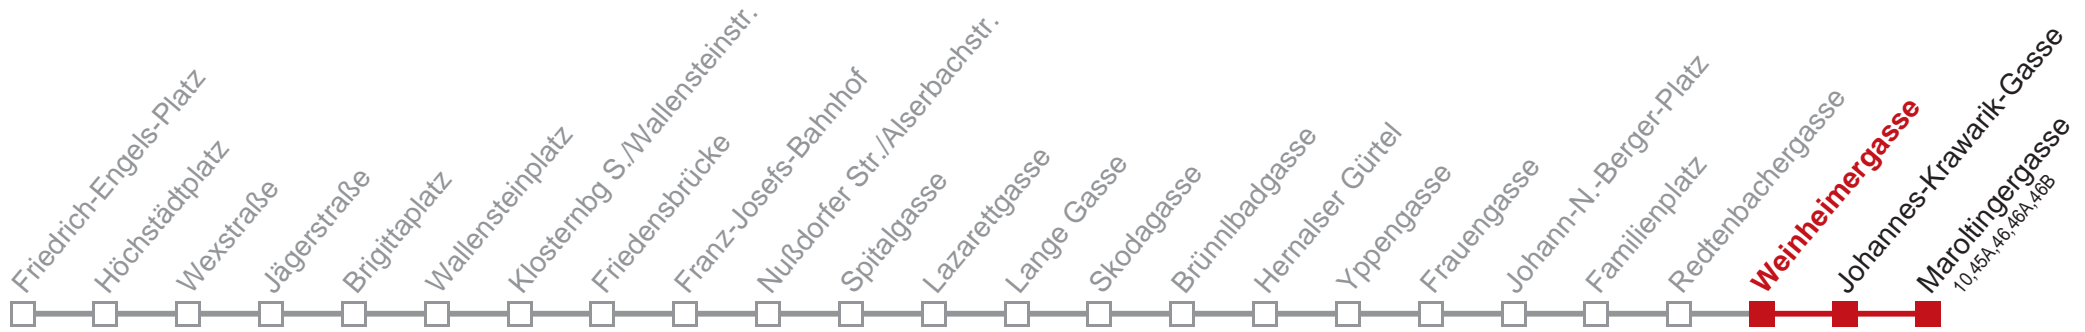 Friedrich-Engels-Platz
Höchstädtplatz
Wexstraße
Jägerstraße
Brigittaplatz
Wallensteinplatz
Klosternbg S./Wallensteinstr.
Friedensbrücke
Franz-Josefs-Bahnhof
Nußdorfer Str./Alserbachstr.
Spitalgasse
Lazarettgasse
Lange Gasse
Skodagasse
Brünnlbadgasse
Hernalser Gürtel
Yppengasse
Frauengasse
Johann-N.-Berger-Platz
Familienplatz
Redtenbachergasse
Weinheimergasse
Johannes-Krawarik-Gasse
Maroltingergasse
10,45A,46,46A,46B